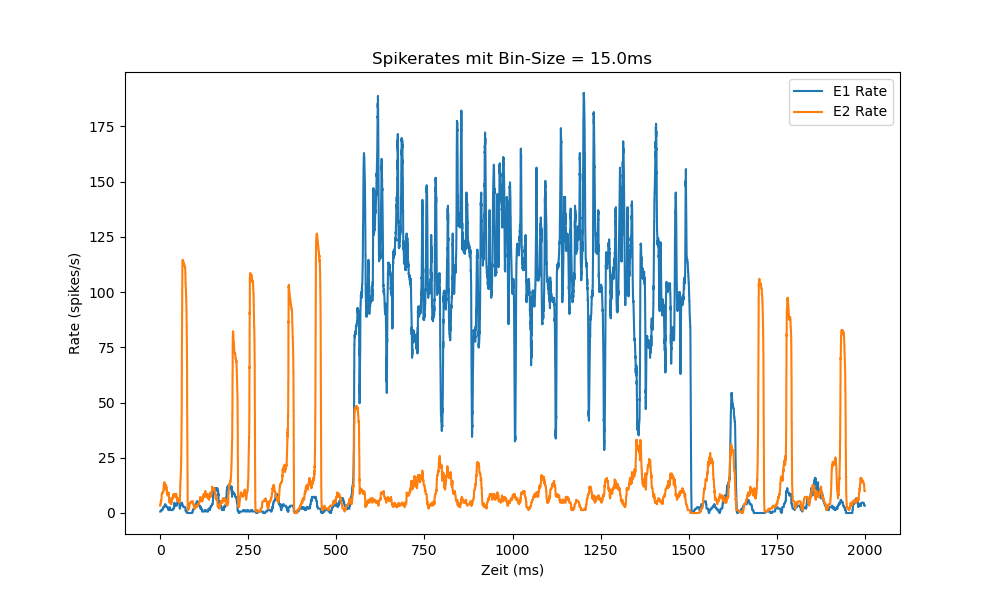 Spikerates mit Bin-Size = 15.0ms
E1 Rate
E2 Rate
175
150
125
100
75
50
25
0
Rate (spikes/s)
0 250 500 750 1000 1250 1500 1750 2000
Zeit (ms)